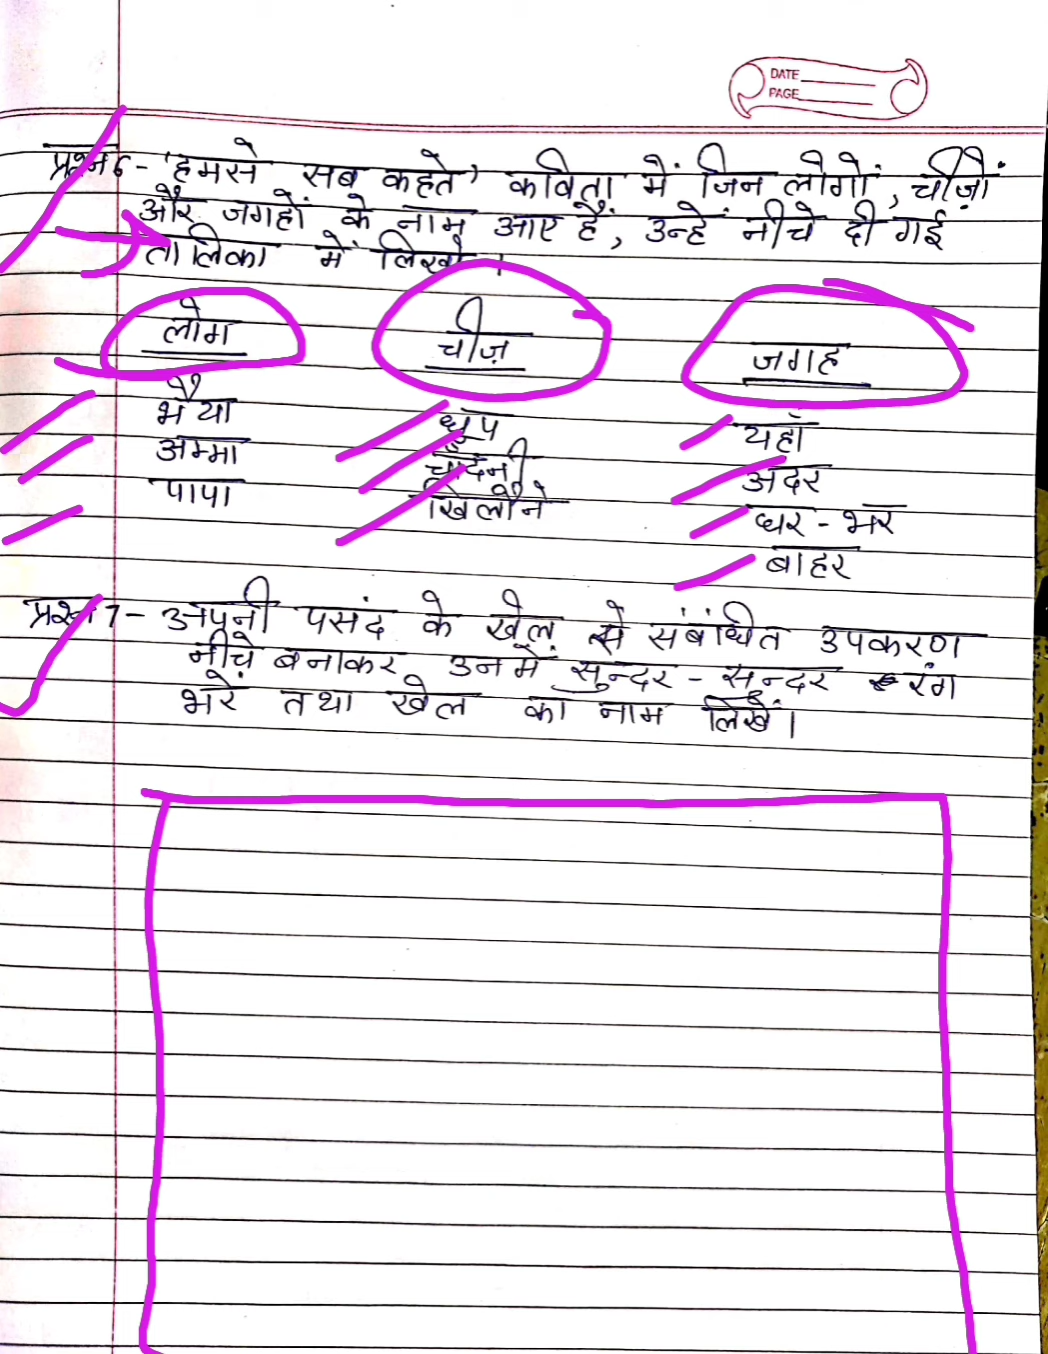 DATE
PAGE
प्रश्न 6- 'हमसे सब कहते' कविता में जिन लोगों, चीज़ों
और जगहों के नाम आए हैं, उन्हें नीचे दी गई
तालिका में लिखो ।
लोग चीज़ जगह
भैया धूप यहाँ
अम्मा चाँदनी अंदर
पापा खिलौने घर-भर
बाहर
प्रश्न 7- अपनी पसंद के खेल से संबंधित उपकरण
नीचे बनाकर उनमें सुन्दर-सुन्दर रंग
भरें तथा खेल का नाम लिखें।